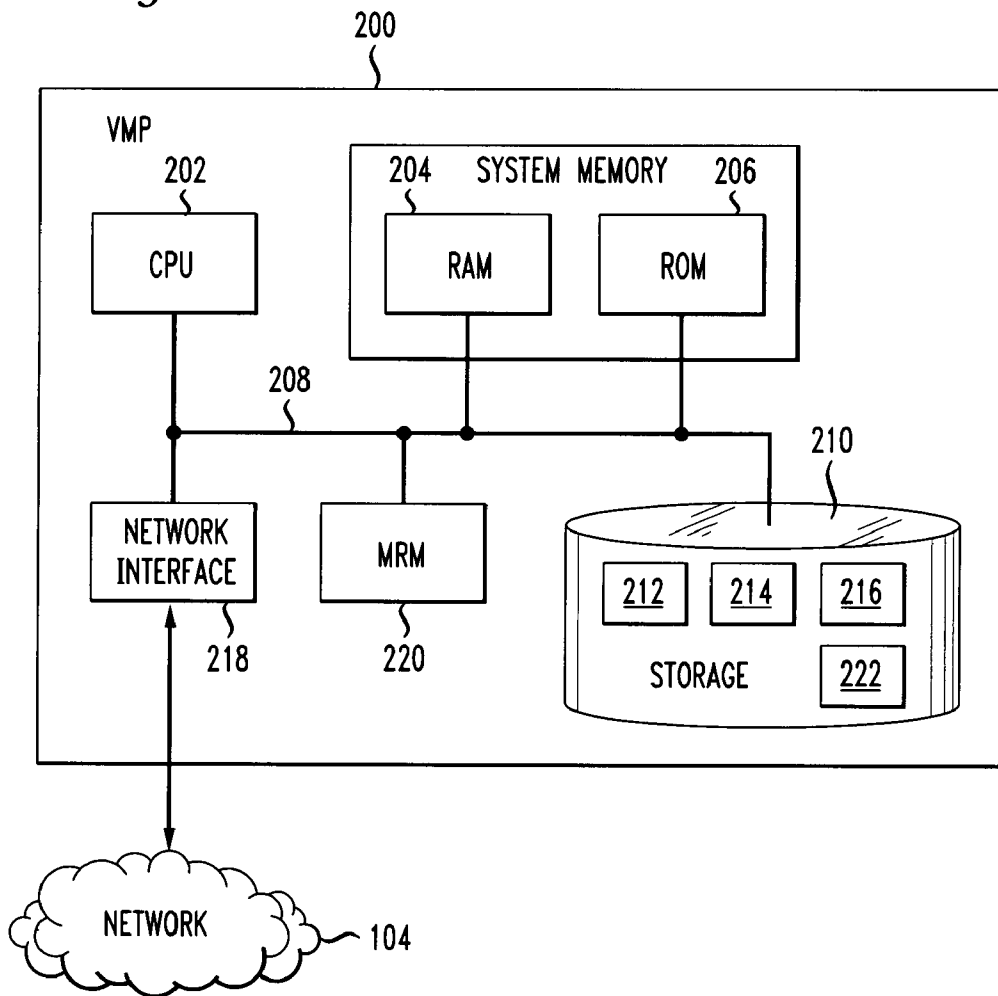 200
VMP
202
CPU
SYSTEM MEMORY
204
RAM
206
ROM
208
210
NETWORK
INTERFACE
218
MRM
220
212
214
216
STORAGE
222
NETWORK
104